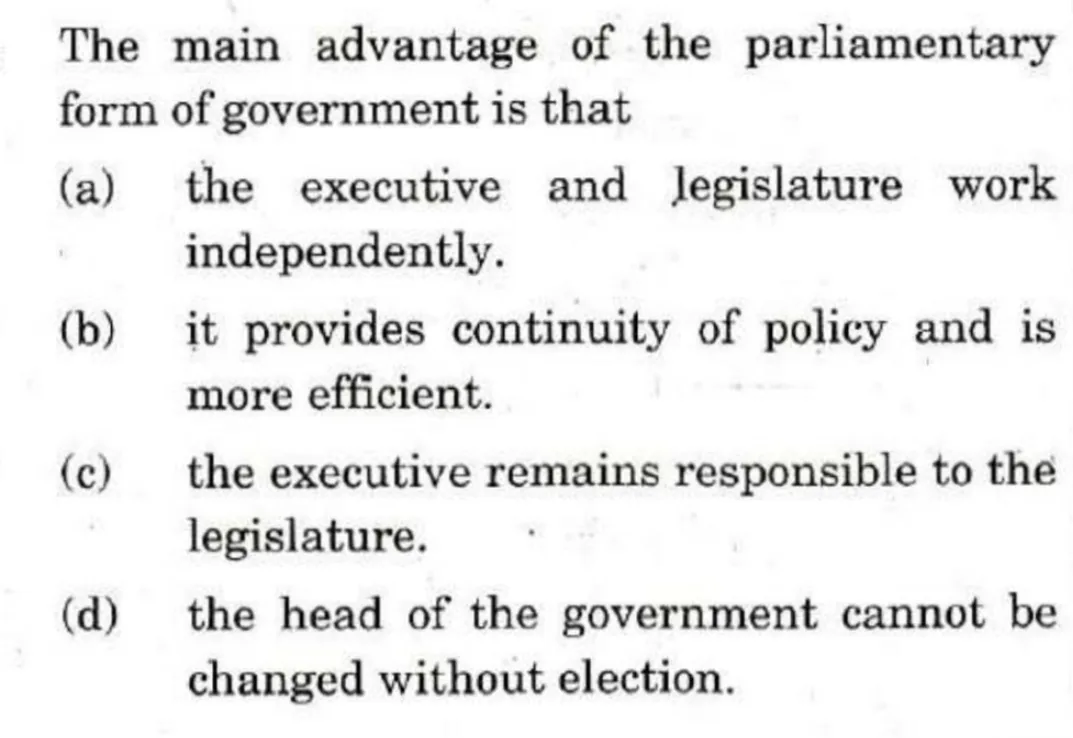 The main advantage of the parliamentary
form of government is that
(a) the executive and legislature work
independently.
(b) it provides continuity of policy and is
more efficient.
(c) the executive remains responsible to the
legislature.
(d) the head of the government cannot be
changed without election.